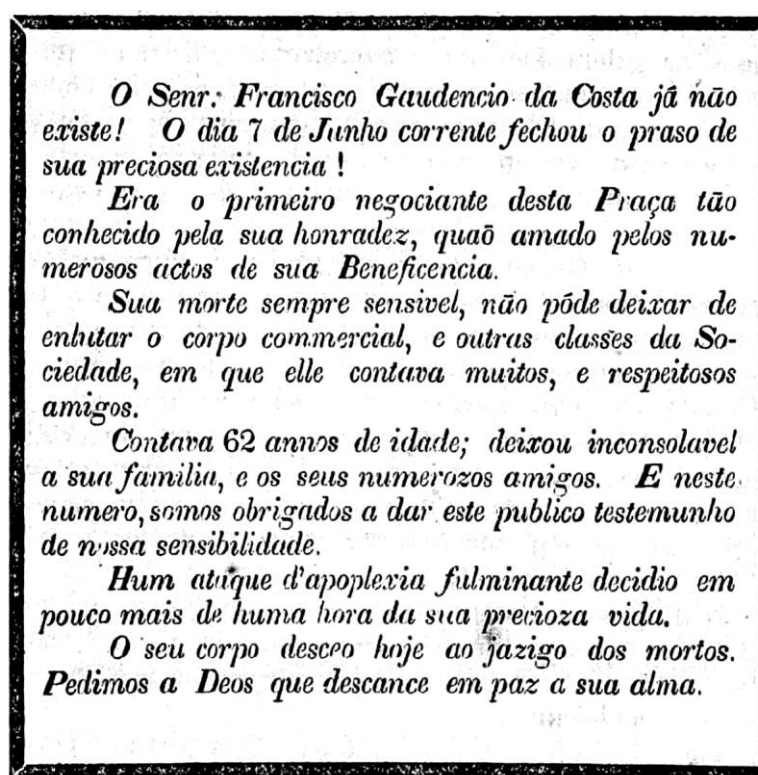 O Senr. Francisco Gaudencio da Costa já não
existe! O dia 7 de Junho corrente fechou o praso de
sua preciosa existencia !
Era o primeiro negociante desta Praça tão
conhecido pela sua honradez, quaõ amado pelos nu-
merosos actos de sua Beneficencia.
Sua morte sempre sensivel, não póde deixar de
enlutar o corpo commercial, e outras classes da So-
ciedade, em que elle contava muitos, e respeitosos
amigos.
Contava 62 annos de idade; deixou inconsolavel
a sua familia, e os seus numerozos amigos. E neste
numero, somos obrigados a dar este publico testemunho
de nossa sensibilidade.
Hum ataque d'apoplexia fulminante decidio em
pouco mais de huma hora da sua precioza vida.
O seu corpo desceo hoje ao jazigo dos mortos.
Pedimos a Deos que descance em paz a sua alma.